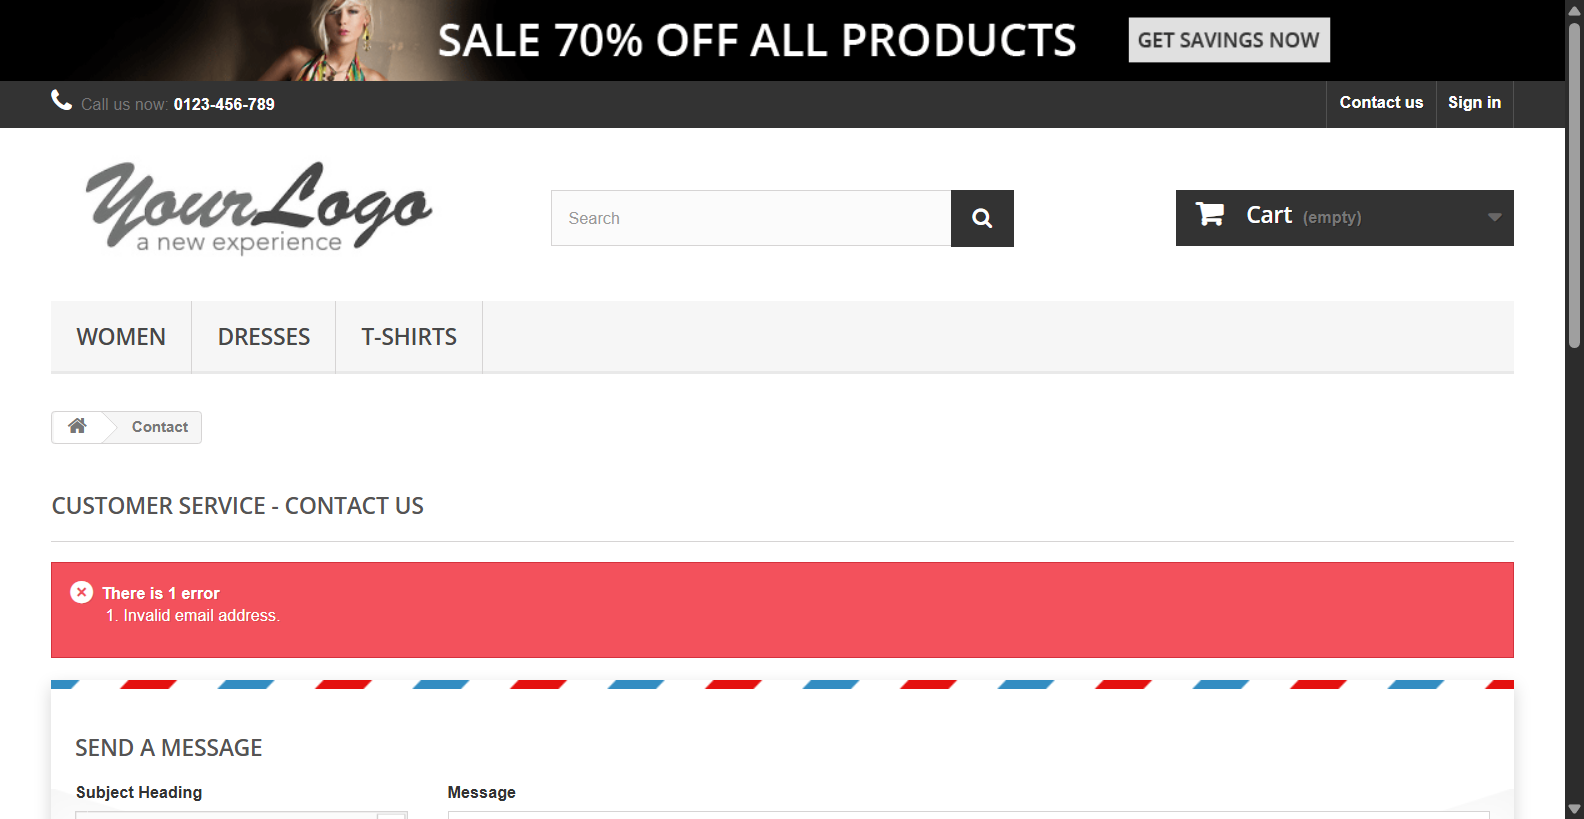 SALE 70% OFF ALL PRODUCTS
GET SAVINGS NOW
Call us now: 0123-456-789
Contact us
Sign in
Your Logo
a new experience
Search
Cart (empty)
WOMEN
DRESSES
T-SHIRTS
Contact
CUSTOMER SERVICE - CONTACT US
There is 1 error
1. Invalid email address.
SEND A MESSAGE
Subject Heading
Message